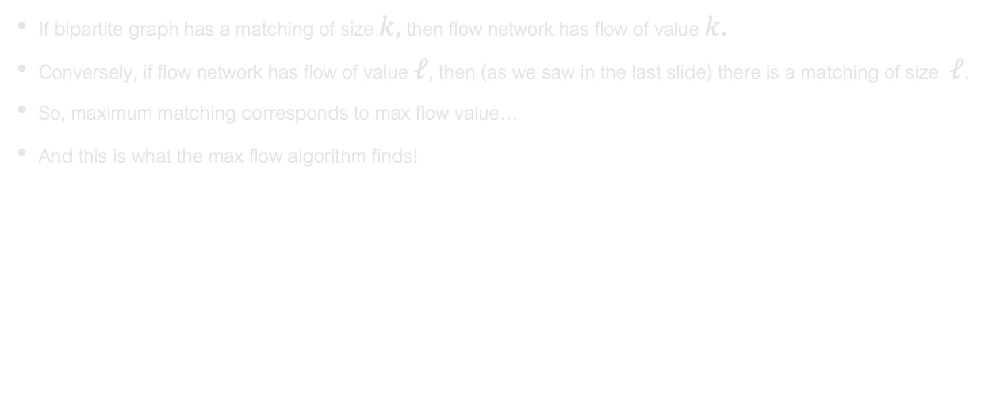 • If bipartite graph has a matching of size k, then flow network has flow of value k.
• Conversely, if flow network has flow of value ℓ, then (as we saw in the last slide) there is a matching of size ℓ.
• So, maximum matching corresponds to max flow value…
• And this is what the max flow algorithm finds!